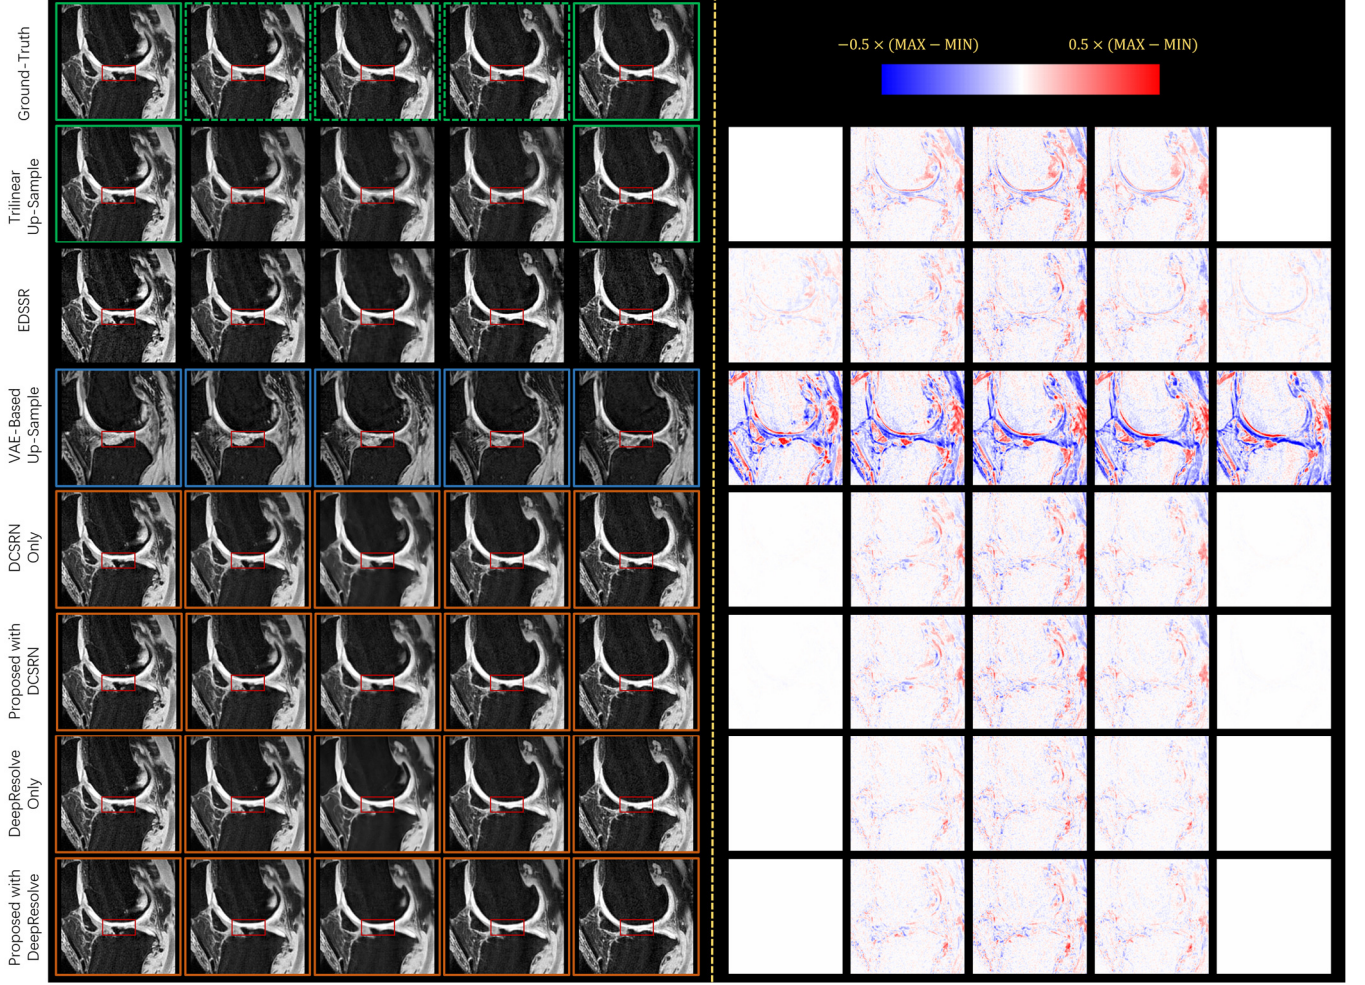 Ground-Truth
−0.5 × (MAX − MIN)
0.5 × (MAX − MIN)
Trilinear
Up-Sample
EDSSR
VAE-Based
Up-Sample
DCSRN
Only
Proposed with
DCSRN
DeepResolve
Only
Proposed with
DeepResolve